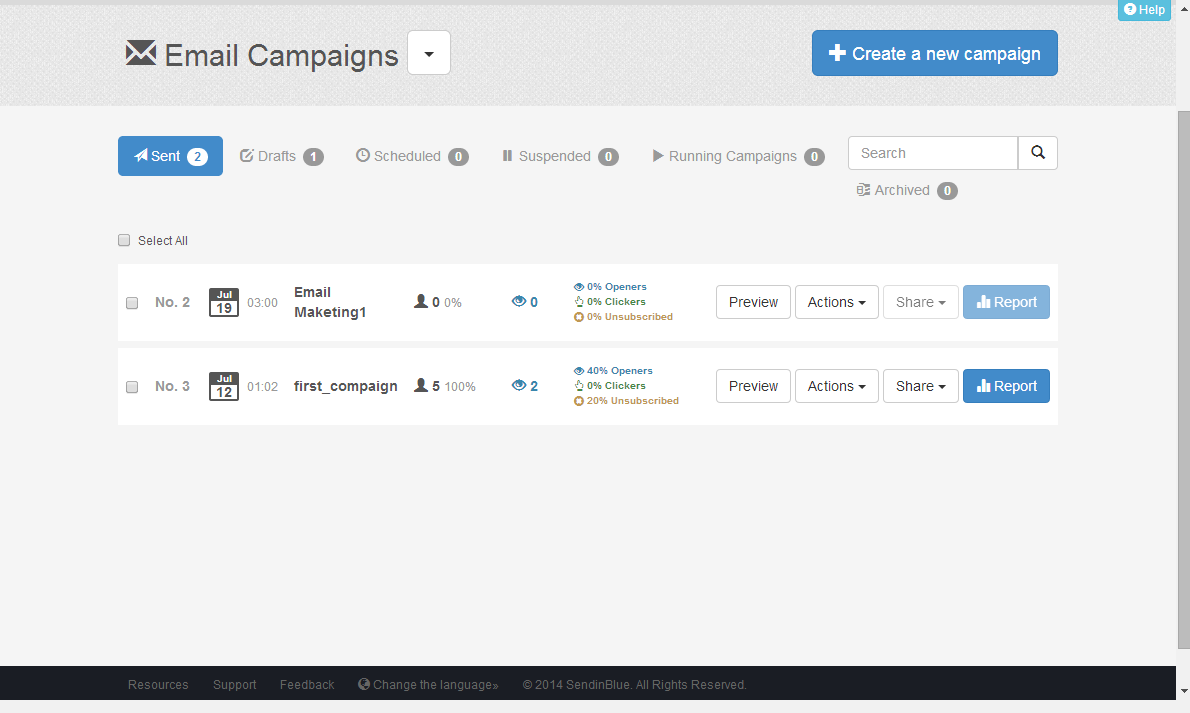 Help
Email Campaigns
Create a new campaign
Sent 2 Drafts 1 Scheduled 0 Suspended 0 Running Campaigns 0 Search
Archived 0
Select All
No. 2 Jul 19 03:00 Email Maketing1 0 0% 0 0% Openers 0% Clickers 0% Unsubscribed Preview Actions Share Report
No. 3 Jul 12 01:02 first_compaign 5 100% 2 40% Openers 0% Clickers 20% Unsubscribed Preview Actions Share Report
Resources Support Feedback Change the language» © 2014 SendinBlue. All Rights Reserved.